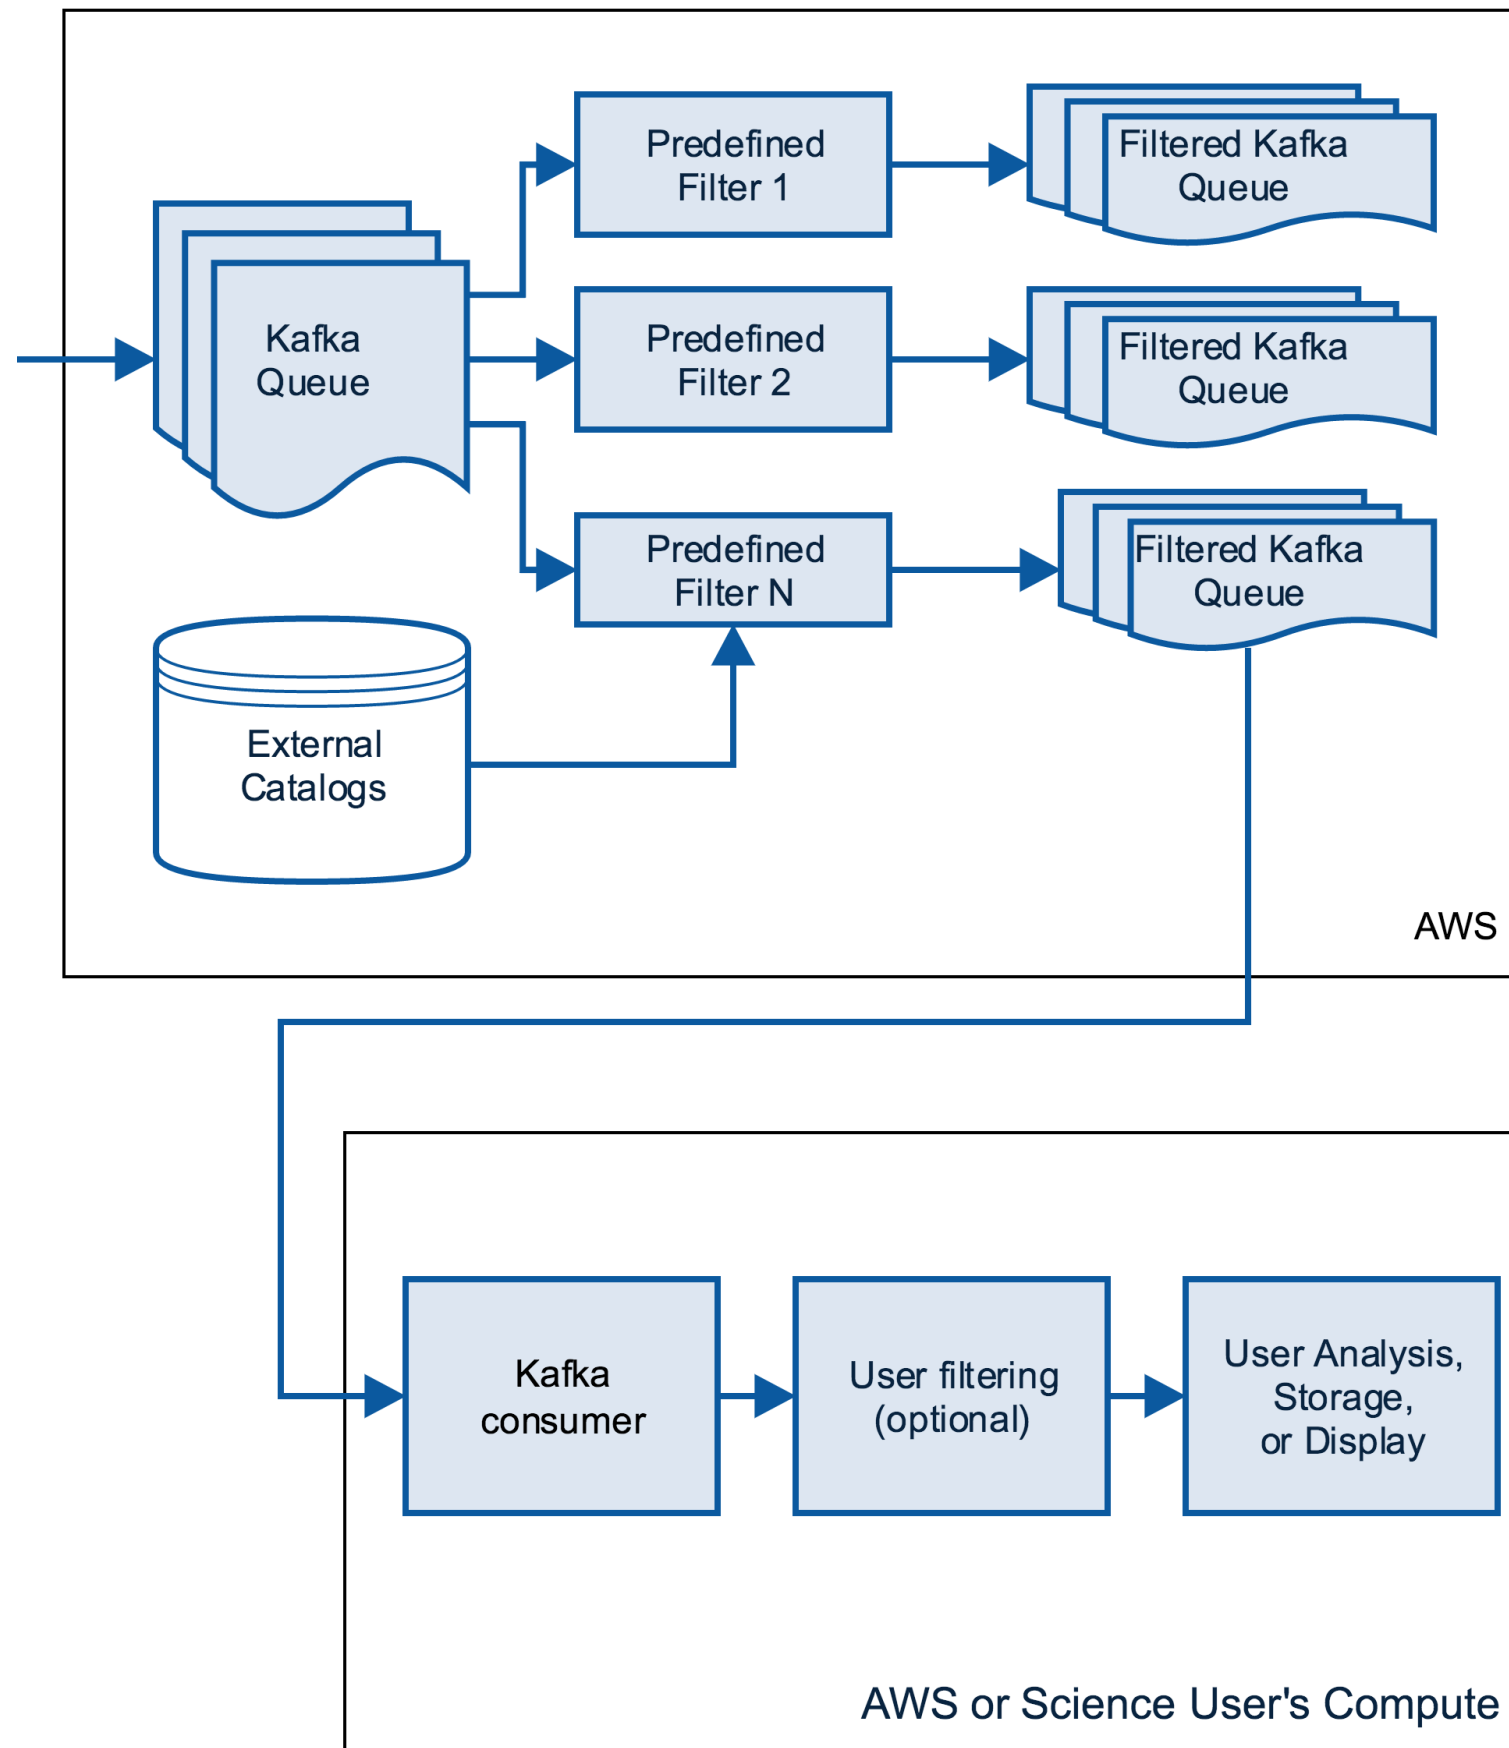 Predefined
Filter 1
Filtered Kafka
Queue
Kafka
Queue
Predefined
Filter 2
Filtered Kafka
Queue
Predefined
Filter N
Filtered Kafka
Queue
External
Catalogs
AWS
Kafka
consumer
User filtering
(optional)
User Analysis,
Storage,
or Display
AWS or Science User's Compute